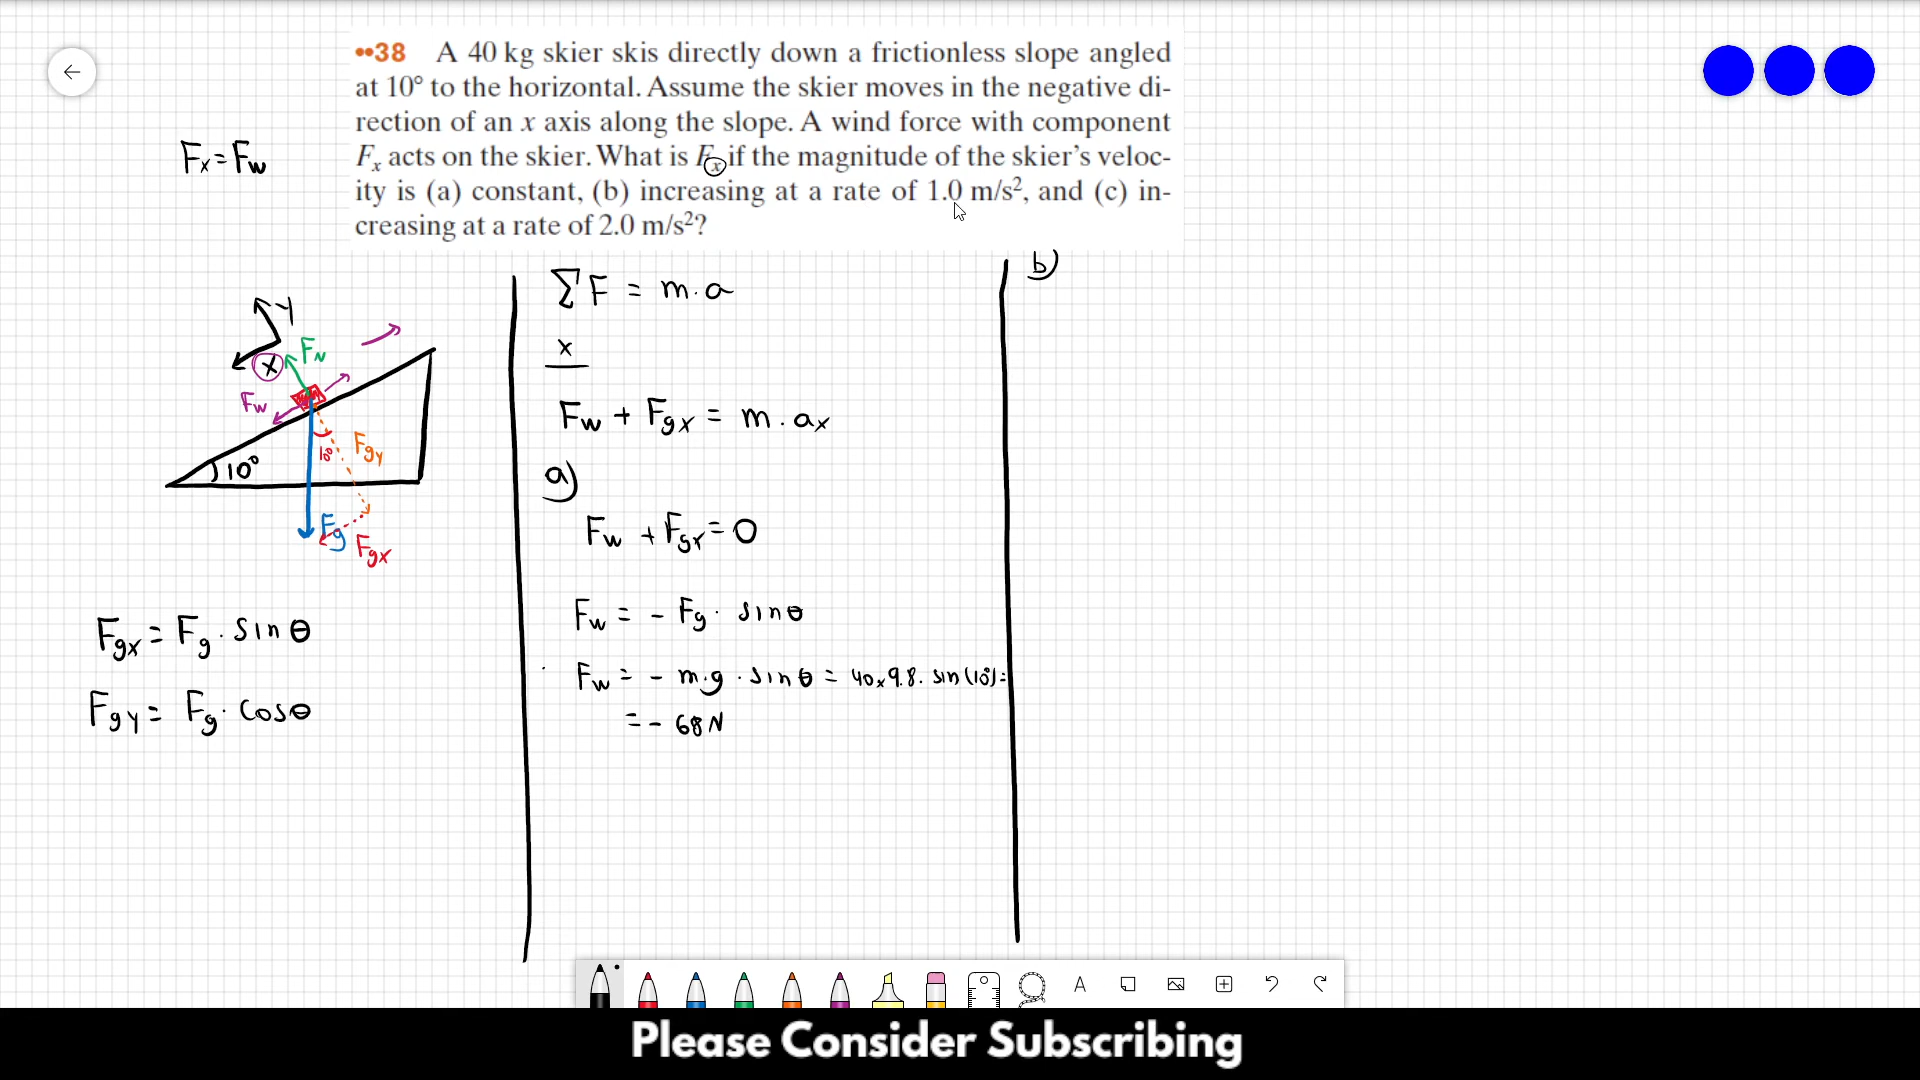 ••38 A 40 kg skier skis directly down a frictionless slope angled
at 10° to the horizontal. Assume the skier moves in the negative di-
rection of an x axis along the slope. A wind force with component
Fx acts on the skier. What is Fx if the magnitude of the skier's veloc-
ity is (a) constant, (b) increasing at a rate of 1.0 m/s², and (c) in-
creasing at a rate of 2.0 m/s²?
Fx = Fw
Y
X
FN
Fw
10°
10°
Fgy
Fg
Fgx
Fgx = Fg · sin θ
Fgy = Fg · cos θ
ΣF = m · a
x
Fw + Fgx = m · ax
a)
Fw + Fgx = 0
Fw = - Fg · sin θ
Fw = - m·g · sin θ = 40 x 9.8 · sin(10°) =
= - 68 N
b)
A
Please Consider Subscribing